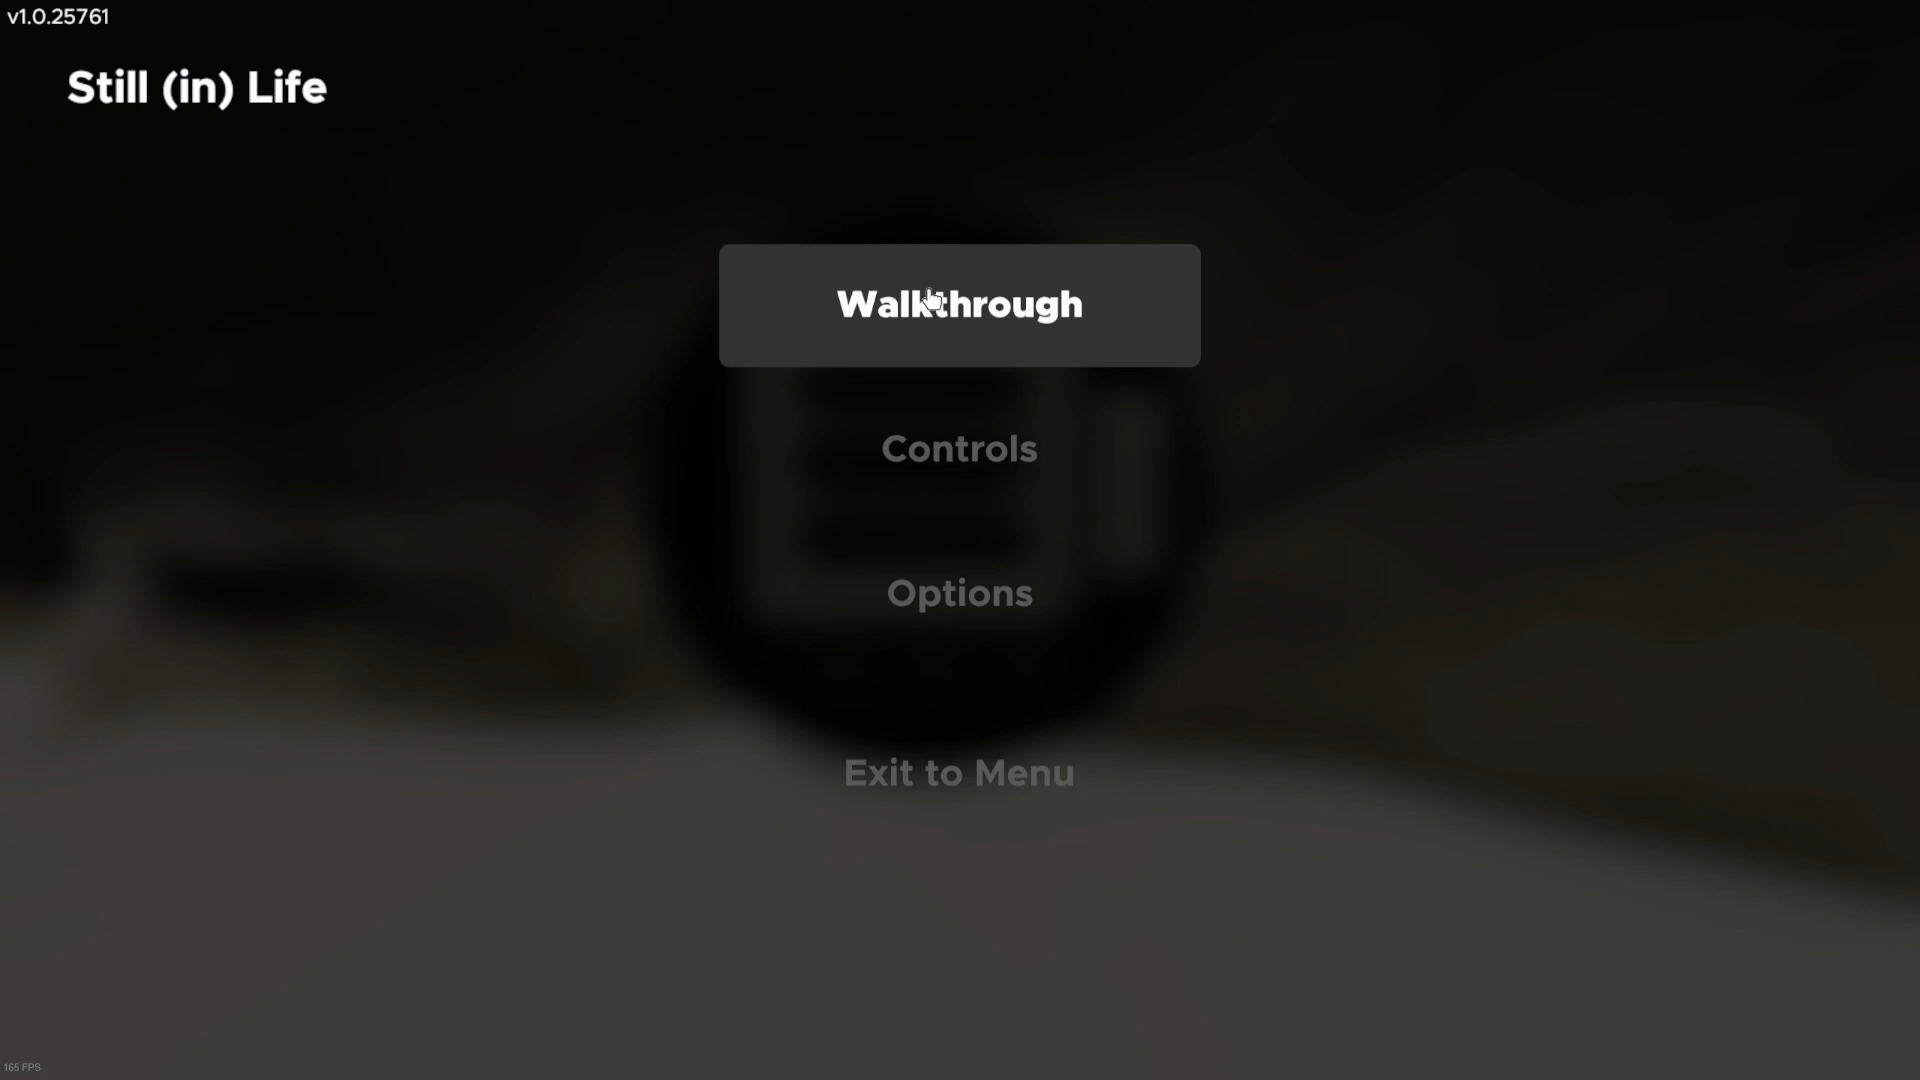 v1.0.25761
Still (in) Life
Walkthrough
Controls
Options
Exit to Menu
165 FPS